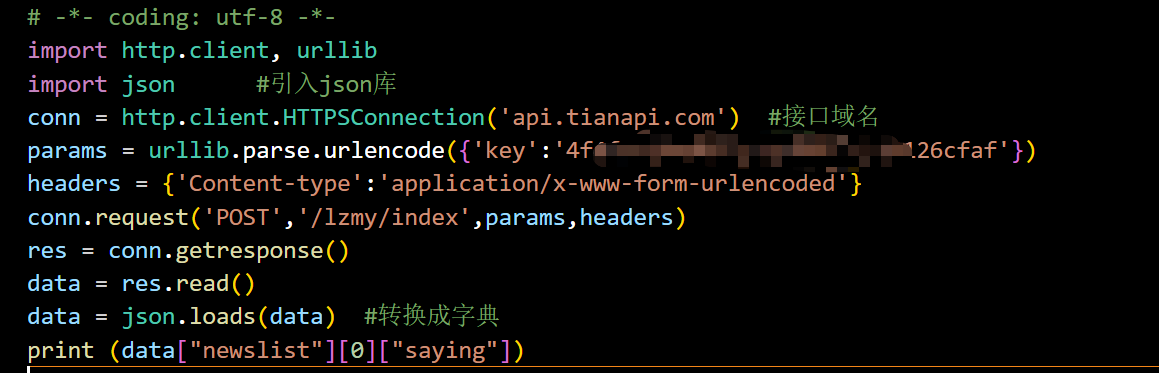 # -*- coding: utf-8 -*-
import http.client, urllib
import json      #引入json库
conn = http.client.HTTPSConnection('api.tianapi.com')  #接口域名
params = urllib.parse.urlencode({'key':'4f 126cfaf'})
headers = {'Content-type':'application/x-www-form-urlencoded'}
conn.request('POST','/lzmy/index',params,headers)
res = conn.getresponse()
data = res.read()
data = json.loads(data)  #转换成字典
print (data["newslist"][0]["saying"])